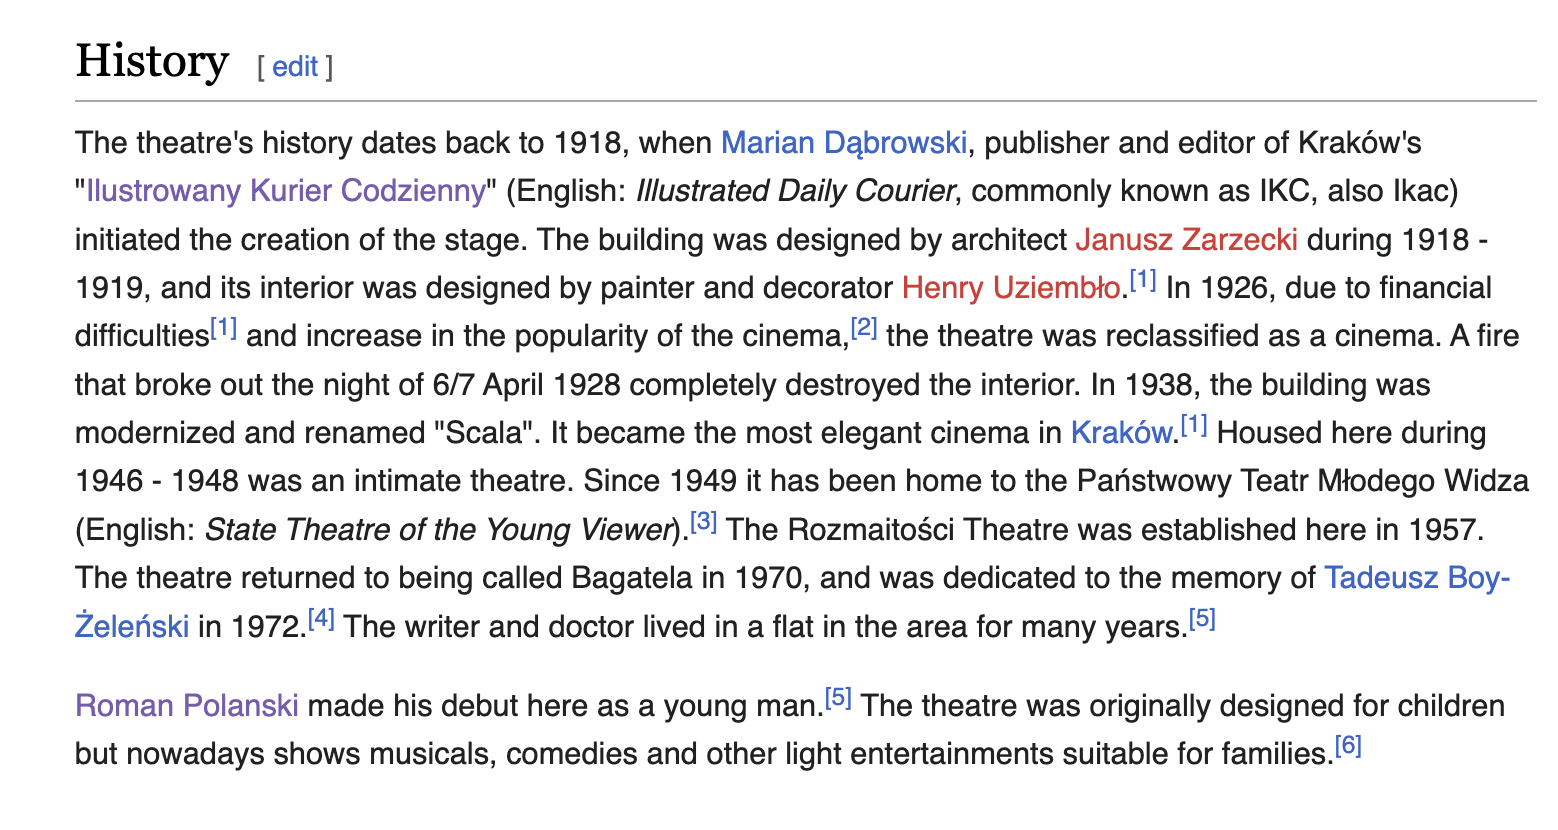 History [ edit ]
The theatre's history dates back to 1918, when Marian Dąbrowski, publisher and editor of Kraków's
"Ilustrowany Kurier Codzienny" (English: Illustrated Daily Courier, commonly known as IKC, also Ikac)
initiated the creation of the stage. The building was designed by architect Janusz Zarzecki during 1918 -
1919, and its interior was designed by painter and decorator Henry Uziembło.[1] In 1926, due to financial
difficulties[1] and increase in the popularity of the cinema,[2] the theatre was reclassified as a cinema. A fire
that broke out the night of 6/7 April 1928 completely destroyed the interior. In 1938, the building was
modernized and renamed "Scala". It became the most elegant cinema in Kraków.[1] Housed here during
1946 - 1948 was an intimate theatre. Since 1949 it has been home to the Państwowy Teatr Młodego Widza
(English: State Theatre of the Young Viewer).[3] The Rozmaitości Theatre was established here in 1957.
The theatre returned to being called Bagatela in 1970, and was dedicated to the memory of Tadeusz Boy-
Żeleński in 1972.[4] The writer and doctor lived in a flat in the area for many years.[5]
Roman Polanski made his debut here as a young man.[5] The theatre was originally designed for children
but nowadays shows musicals, comedies and other light entertainments suitable for families.[6]